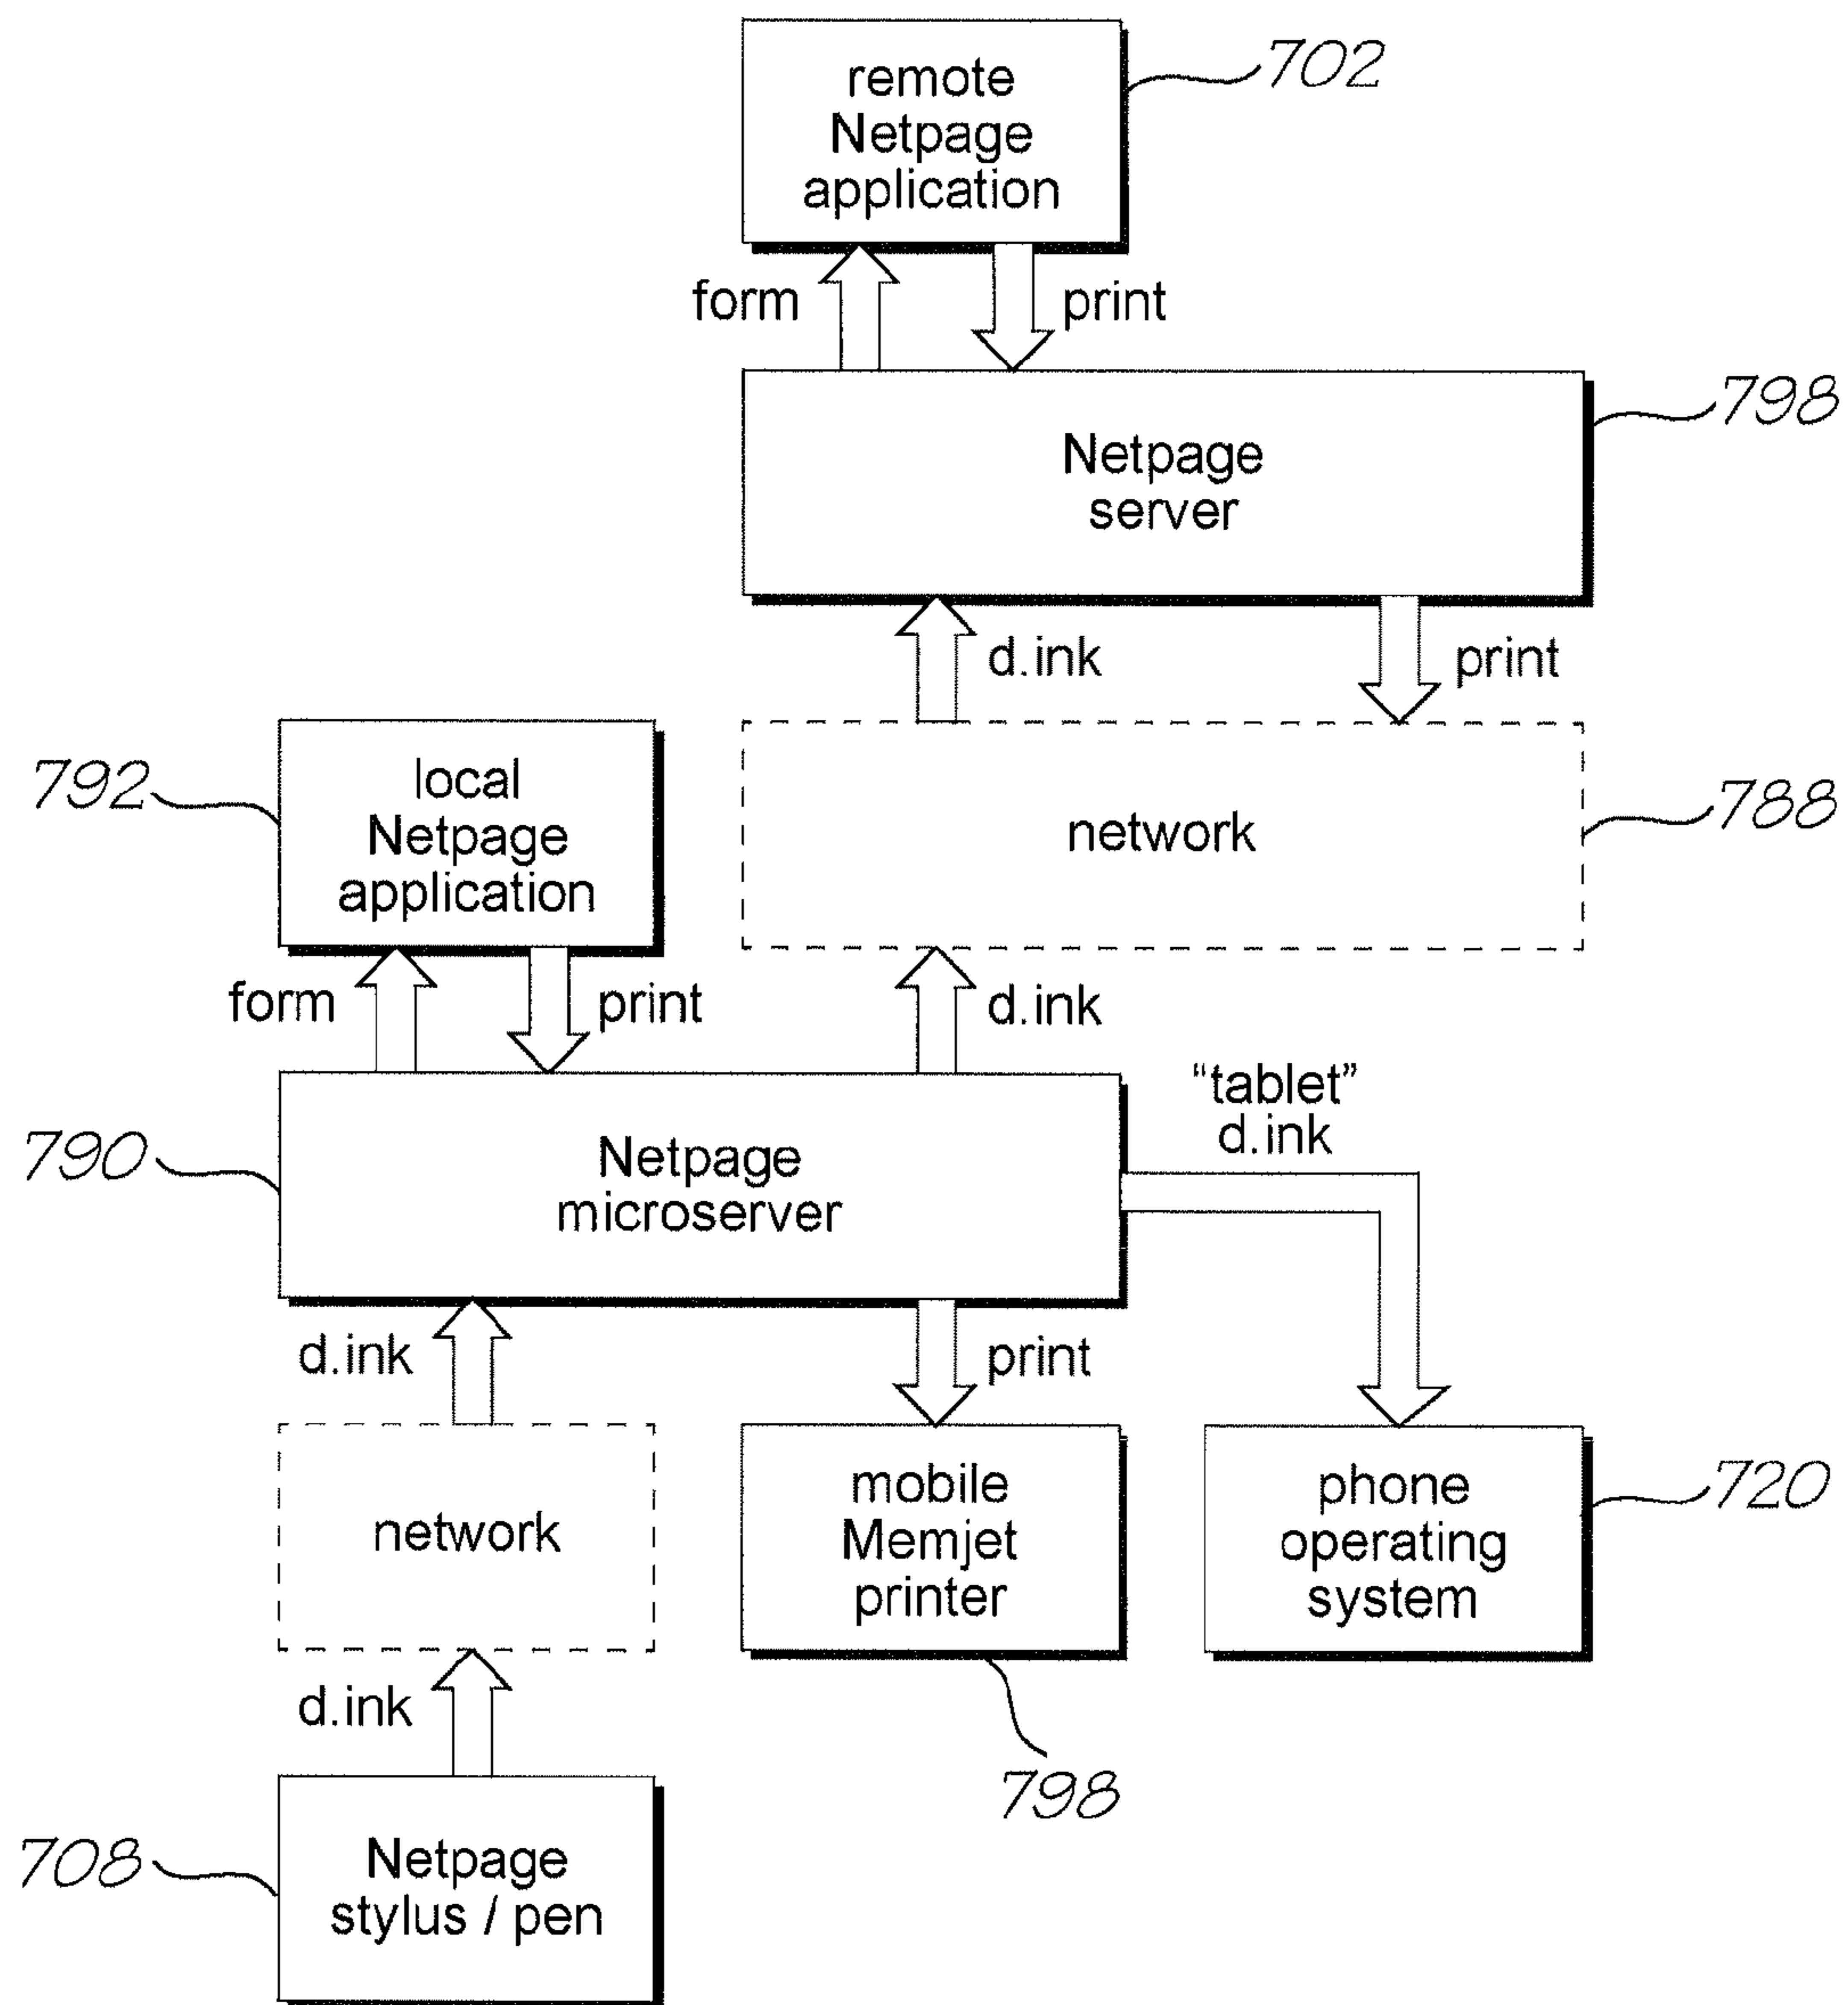 remote
Netpage
application
702
form
print
Netpage
server
798
d.ink
print
local
Netpage
application
792
network
788
form
print
d.ink
"tablet"
d.ink
Netpage
microserver
790
d.ink
print
network
mobile
Memjet
printer
798
phone
operating
system
720
d.ink
Netpage
stylus / pen
708